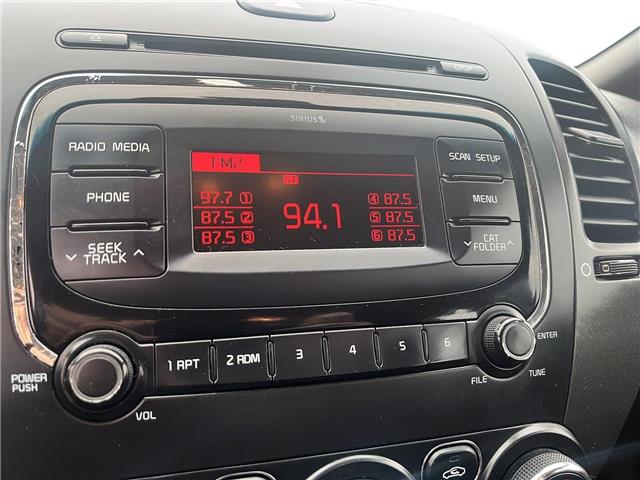 DISP
SIRIUS
RADIO MEDIA
PHONE
SEEK
TRACK
FM2
ST
97.7 1
87.5 2
87.5 3
94.1
4 87.5
5 87.5
6 87.5
SCAN SETUP
MENU
CAT
FOLDER
POWER
PUSH
VOL
1 RPT
2 RDM
3
4
5
6
FILE
TUNE
ENTER